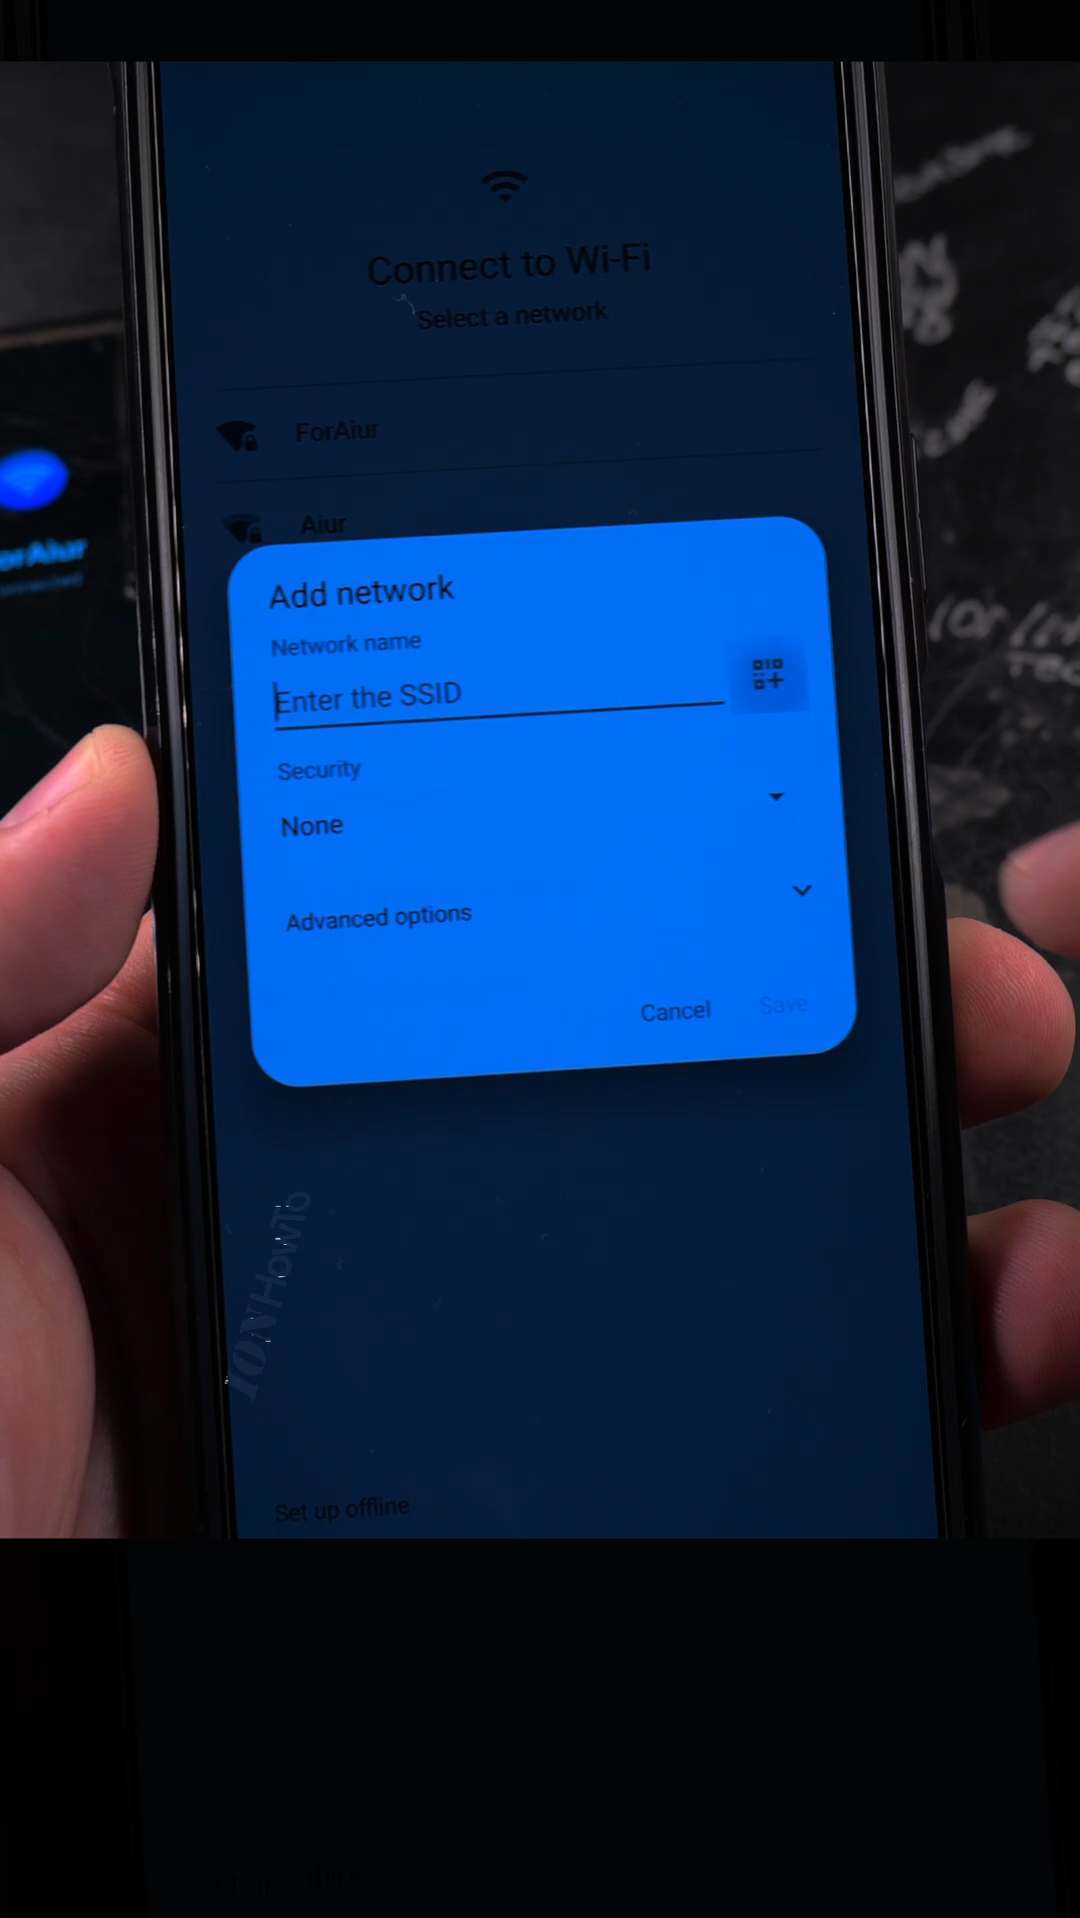 Connect to Wi-Fi
Select a network
ForAiur
Aiur
Add network
Network name
Enter the SSID
Security
None
Advanced options
Cancel
Save
IONHowTo
Set up offline